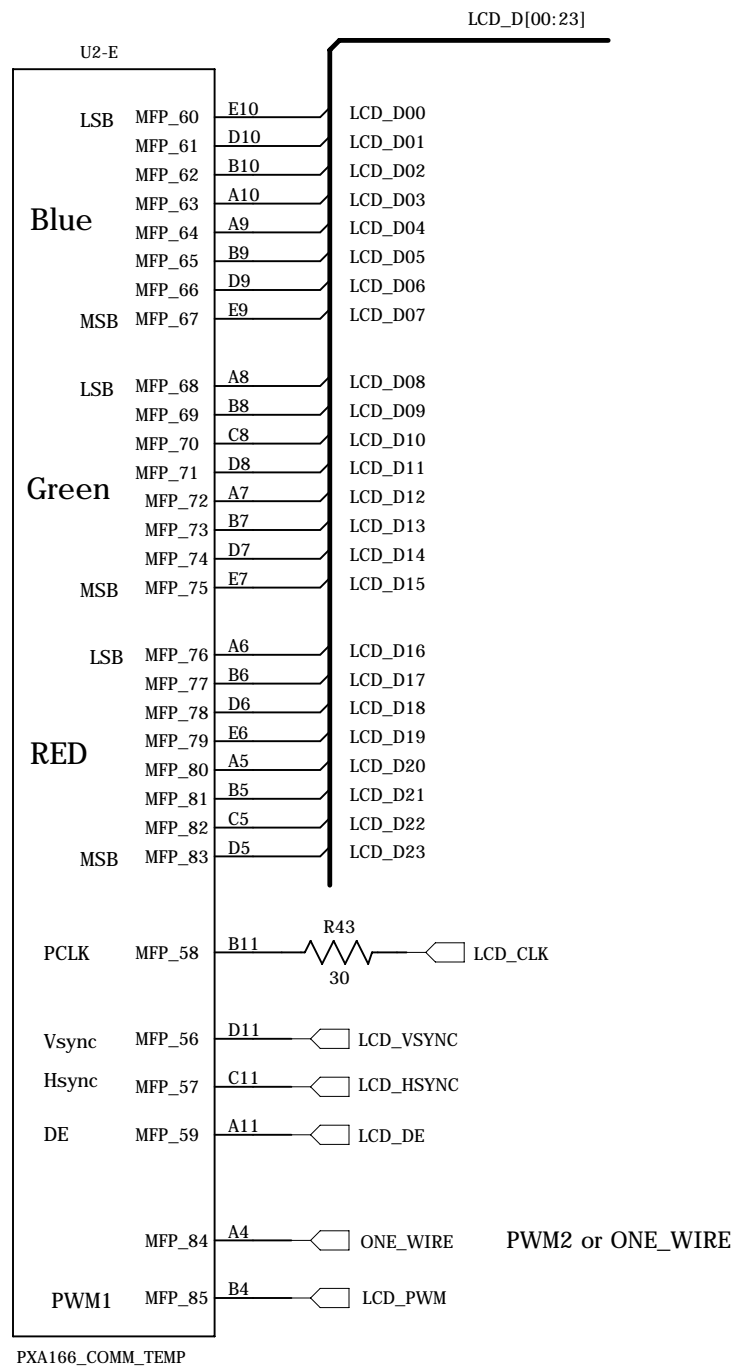 LCD_D[00:23]
U2-E
LSB MFP_60 E10 LCD_D00
MFP_61 D10 LCD_D01
MFP_62 B10 LCD_D02
MFP_63 A10 LCD_D03
Blue
MFP_64 A9 LCD_D04
MFP_65 B9 LCD_D05
MFP_66 D9 LCD_D06
MSB MFP_67 E9 LCD_D07
LSB MFP_68 A8 LCD_D08
MFP_69 B8 LCD_D09
MFP_70 C8 LCD_D10
MFP_71 D8 LCD_D11
Green
MFP_72 A7 LCD_D12
MFP_73 B7 LCD_D13
MFP_74 D7 LCD_D14
MSB MFP_75 E7 LCD_D15
LSB MFP_76 A6 LCD_D16
MFP_77 B6 LCD_D17
MFP_78 D6 LCD_D18
MFP_79 E6 LCD_D19
RED
MFP_80 A5 LCD_D20
MFP_81 B5 LCD_D21
MFP_82 C5 LCD_D22
MSB MFP_83 D5 LCD_D23
R43
PCLK MFP_58 B11 LCD_CLK
30
Vsync MFP_56 D11 LCD_VSYNC
Hsync MFP_57 C11 LCD_HSYNC
DE MFP_59 A11 LCD_DE
MFP_84 A4 ONE_WIRE PWM2 or ONE_WIRE
PWM1 MFP_85 B4 LCD_PWM
PXA166_COMM_TEMP